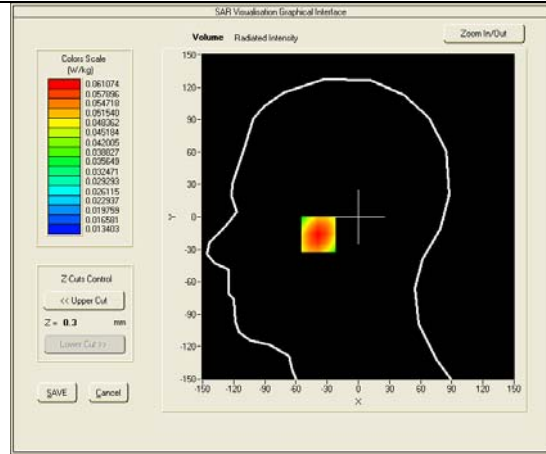 SAR Visualisation Graphical Interface
Volume Radiated Intensity
Zoom In/Out
Colors Scale
(W/kg)
0.061074
0.057896
0.054718
0.051540
0.048362
0.045184
0.042005
0.038827
0.035649
0.032471
0.029293
0.026115
0.022937
0.019759
0.016581
0.013403
Z-Cuts Control
<< Upper Cut
Z = 0.3 mm
Lower Cut >>
SAVE Cancel
150
120
90
60
30
0
-30
-60
-90
-120
-150
Y
-150 -120 -90 -60 -30 0 30 60 90 120 150
X